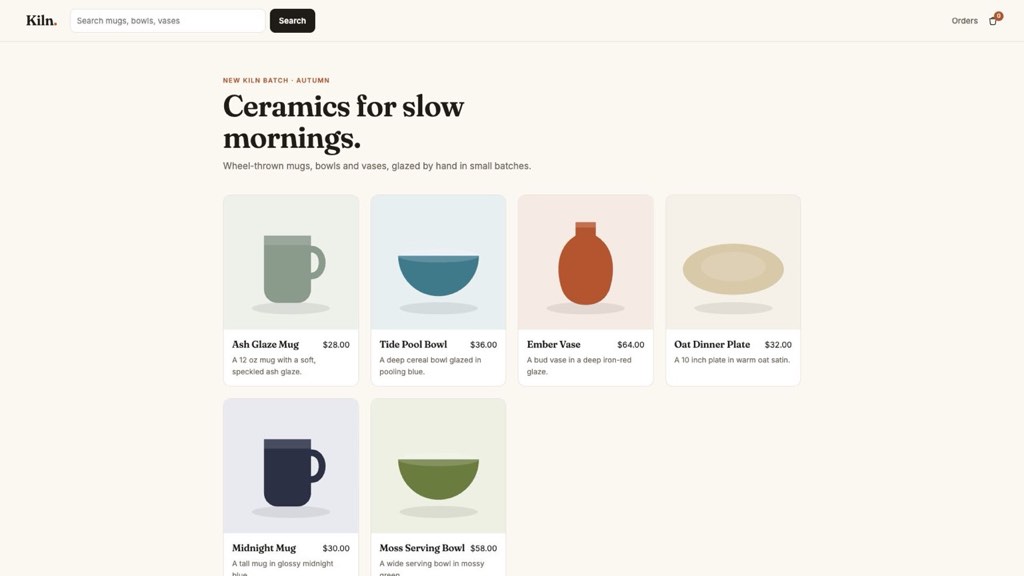 Kiln.
Search mugs, bowls, vases
Search
Orders
0
NEW KILN BATCH · AUTUMN
Ceramics for slow
mornings.
Wheel-thrown mugs, bowls and vases, glazed by hand in small batches.
Ash Glaze Mug $28.00
A 12 oz mug with a soft,
speckled ash glaze.
Tide Pool Bowl $36.00
A deep cereal bowl glazed in
pooling blue.
Ember Vase $64.00
A bud vase in a deep iron-red
glaze.
Oat Dinner Plate $32.00
A 10 inch plate in warm oat satin.
Midnight Mug $30.00
A tall mug in glossy midnight
blue.
Moss Serving Bowl $58.00
A wide serving bowl in mossy
green.